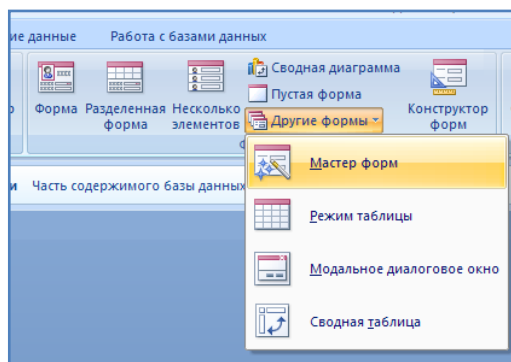 ие данные Работа с базами данных
Сводная диаграмма
Пустая форма
Форма Разделенная форма Несколько элементов Другие формы Конструктор форм
и Часть содержимого базы данных
Мастер форм
Режим таблицы
Модальное диалоговое окно
Сводная таблица